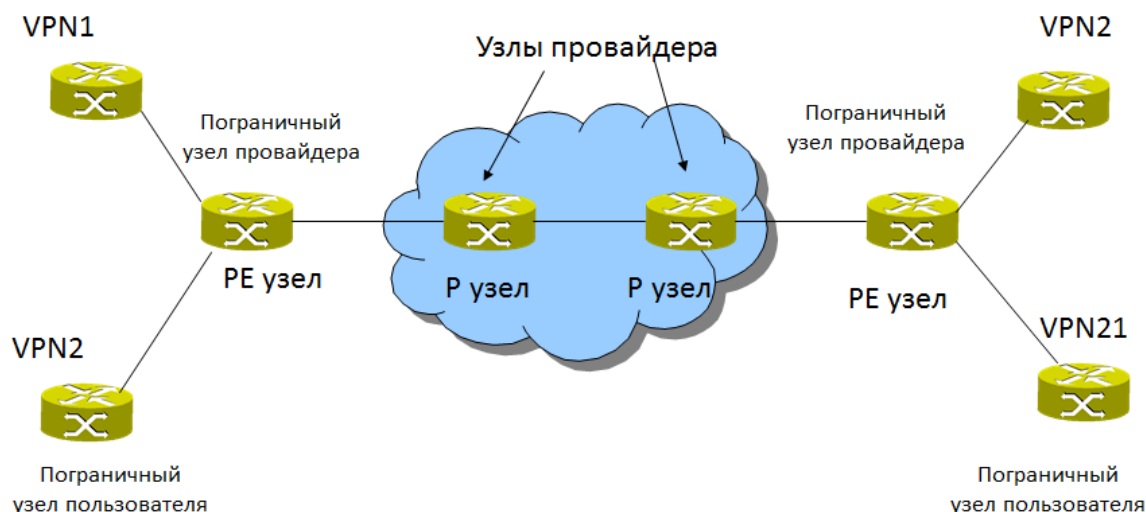 VPN1
Узлы провайдера
VPN2
Пограничный
узел провайдера
Пограничный
узел провайдера
PE узел
P узел
P узел
PE узел
VPN2
VPN21
Пограничный
узел пользователя
Пограничный
узел пользователя